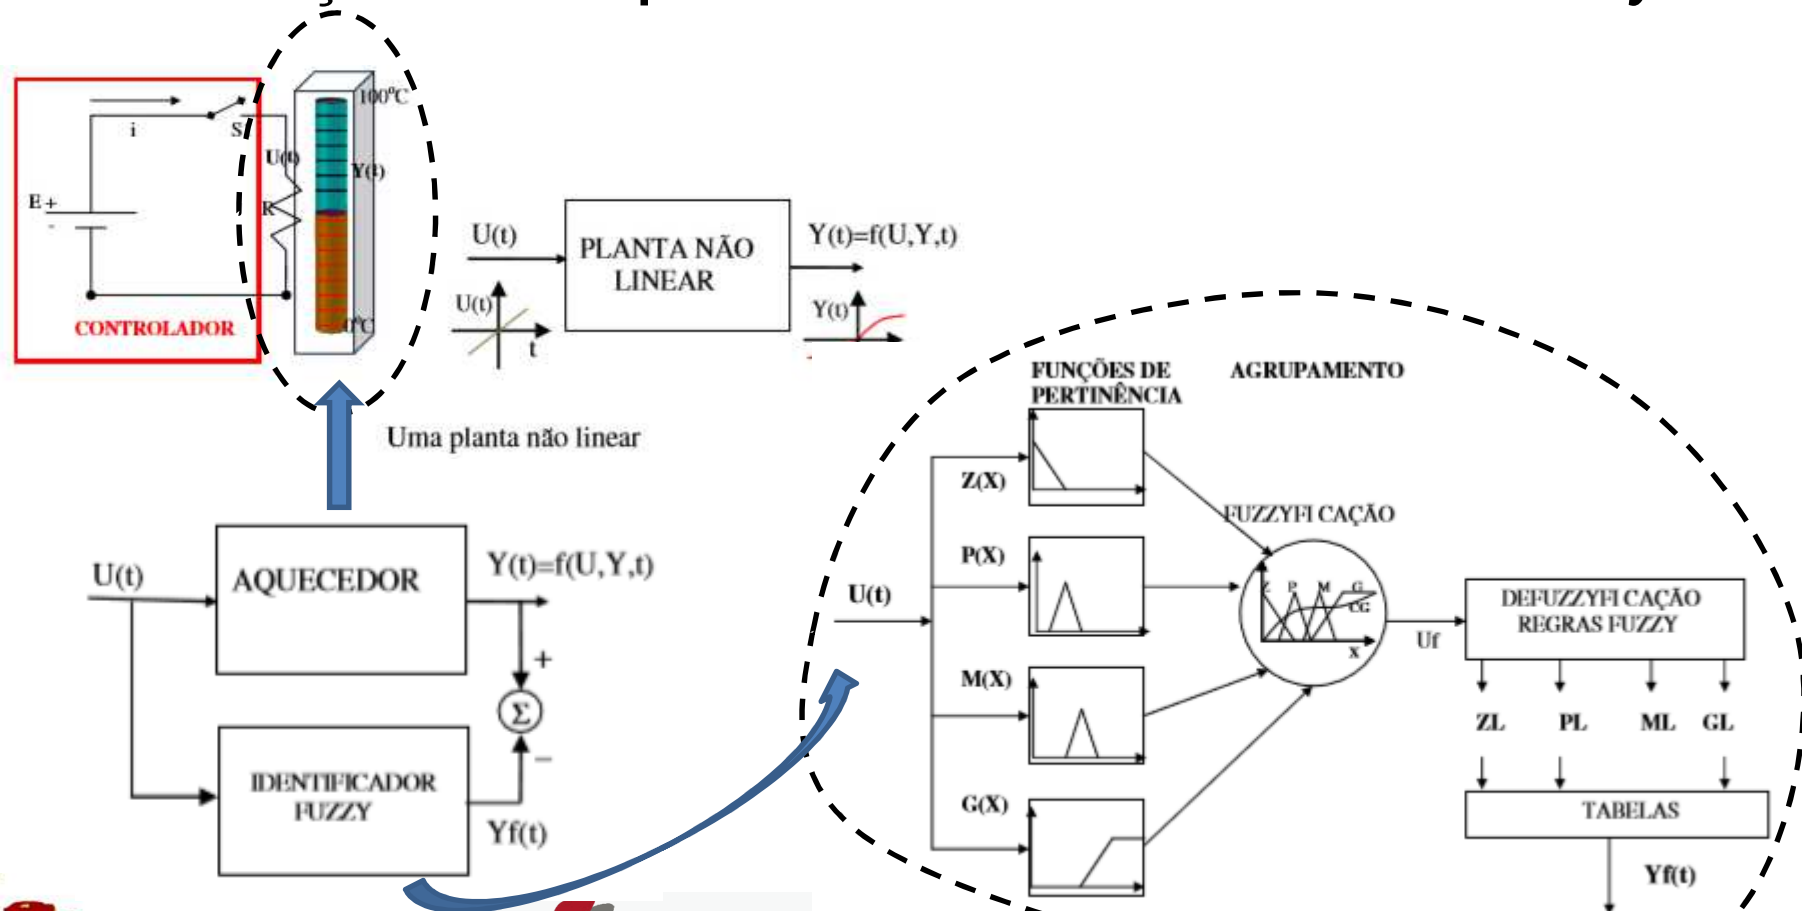 100°C
i
S
U(t)
Y(t)
E +
-
R
0°C
CONTROLADOR
U(t)
PLANTA NÃO
LINEAR
Y(t)=f(U,Y,t)
U(t)
t
Y(t)
Uma planta não linear
U(t)
AQUECEDOR
Y(t)=f(U,Y,t)
+
Σ
–
IDENTIFICADOR
FUZZY
Yf(t)
FUNÇÕES DE
PERTINÊNCIA
AGRUPAMENTO
Z(X)
FUZZYFI CAÇÃO
P(X)
U(t)
Z P M G
CG
x
M(X)
G(X)
Uf
DEFUZZYFI CAÇÃO
REGRAS FUZZY
ZL PL ML GL
TABELAS
Yf(t)